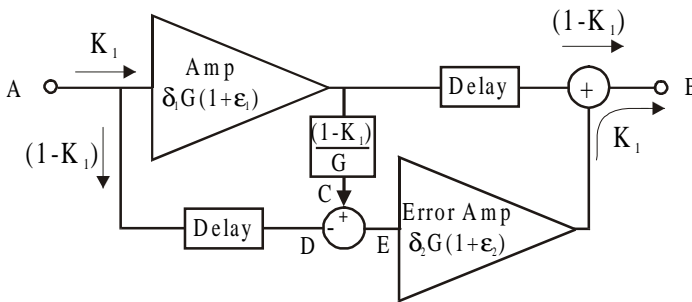 K₁
(1-K₁)
A
Amp
δ₁G(1+ε₁)
Delay
+
B
(1-K₁)
(1-K₁)
G
K₁
C
+
Delay
D
-
E
Error Amp
δ₂G(1+ε₂)